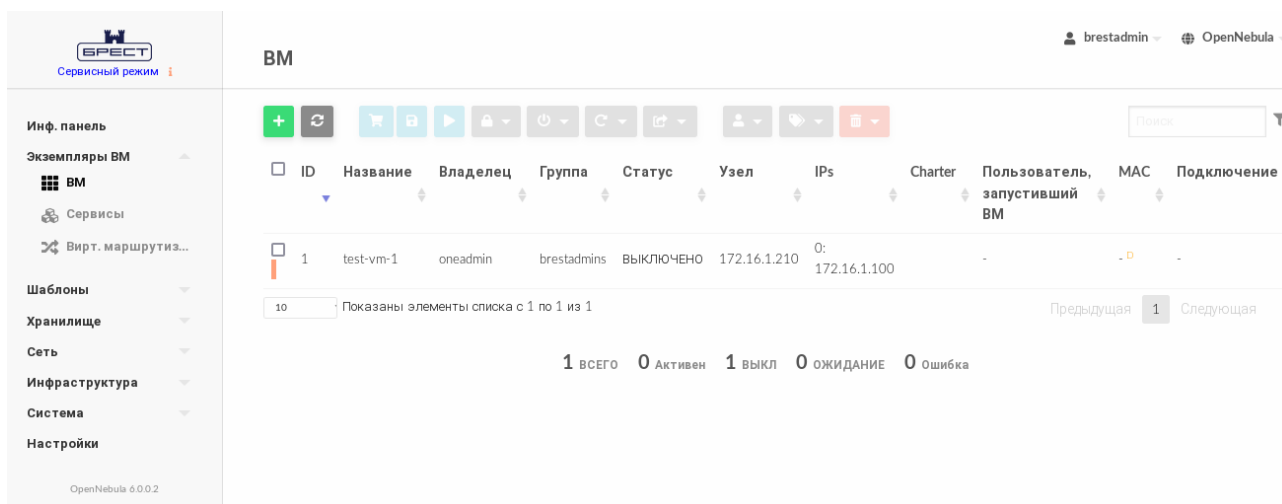 БРЕСТ
Сервисный режим
ВМ
brestadmin
OpenNebula
Инф. панель
Экземпляры ВМ
ВМ
Сервисы
Вирт. маршрутиз...
Шаблоны
Хранилище
Сеть
Инфраструктура
Система
Настройки
OpenNebula 6.0.0.2
Поиск
ID Название Владелец Группа Статус Узел IPs Charter Пользователь, запустивший ВМ MAC Подключение
1 test-vm-1 oneadmin brestadmins ВЫКЛЮЧЕНО 172.16.1.210 0: 172.16.1.100 - - D -
10 Показаны элементы списка с 1 по 1 из 1
Предыдущая 1 Следующая
1 ВСЕГО 0 Активен 1 ВЫКЛ 0 ОЖИДАНИЕ 0 Ошибка